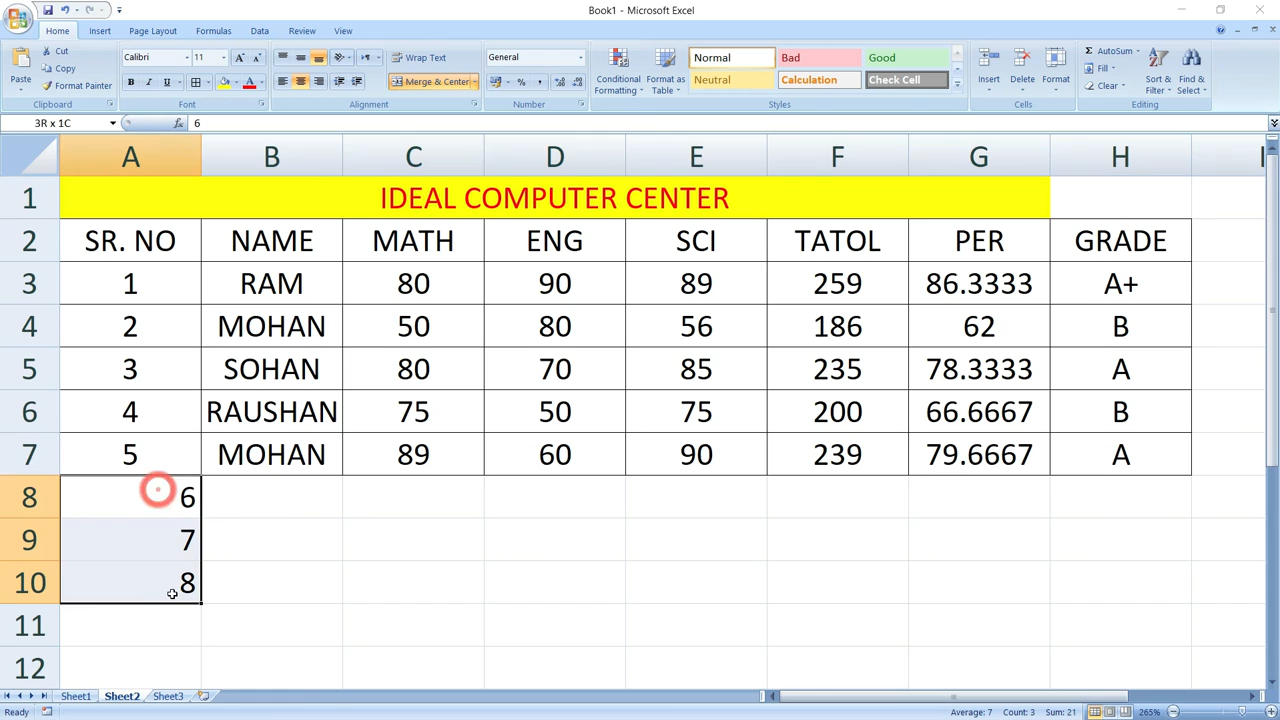 Book1 - Microsoft Excel
Home Insert Page Layout Formulas Data Review View
Paste
Cut
Copy
Format Painter
Clipboard
Calibri 11
A A
B I U
A
Font
Wrap Text
Merge & Center
Alignment
General
% ,
Number
Conditional Formatting
Format as Table
Normal Bad Good
Neutral Calculation Check Cell
Styles
Insert Delete Format
Cells
AutoSum
Fill
Clear
Sort & Filter
Find & Select
Editing
3R x 1C fx 6
A B C D E F G H I
1 IDEAL COMPUTER CENTER
2 SR. NO NAME MATH ENG SCI TATOL PER GRADE
3 1 RAM 80 90 89 259 86.3333 A+
4 2 MOHAN 50 80 56 186 62 B
5 3 SOHAN 80 70 85 235 78.3333 A
6 4 RAUSHAN 75 50 75 200 66.6667 B
7 5 MOHAN 89 60 90 239 79.6667 A
8 6
9 7
10 8
11
12
Sheet1 Sheet2 Sheet3
Ready Average: 7 Count: 3 Sum: 21 265%